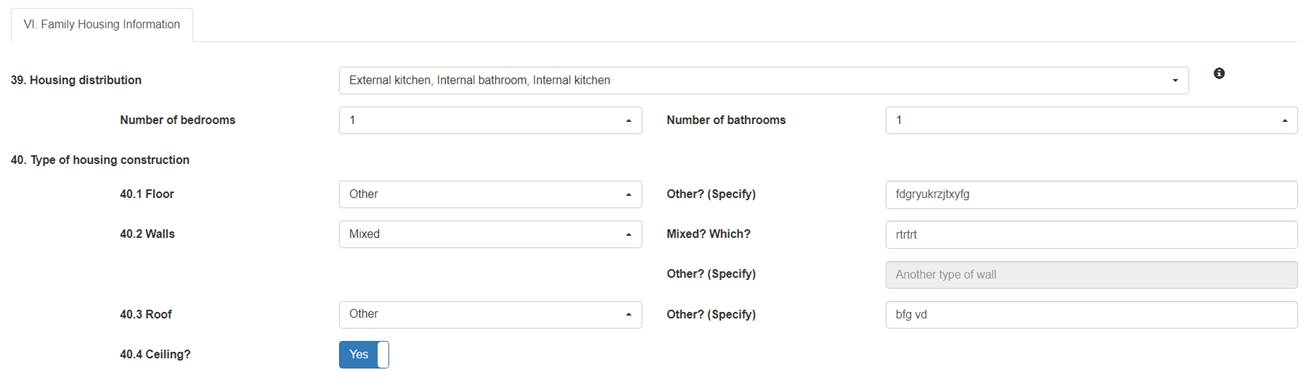 VI. Family Housing Information
39. Housing distribution External kitchen, Internal bathroom, Internal kitchen
Number of bedrooms 1 Number of bathrooms 1
40. Type of housing construction
40.1 Floor Other Other? (Specify) fdgryukrzjtxyfg
40.2 Walls Mixed Mixed? Which? rtrtrt
Other? (Specify) Another type of wall
40.3 Roof Other Other? (Specify) bfg vd
40.4 Ceiling? Yes